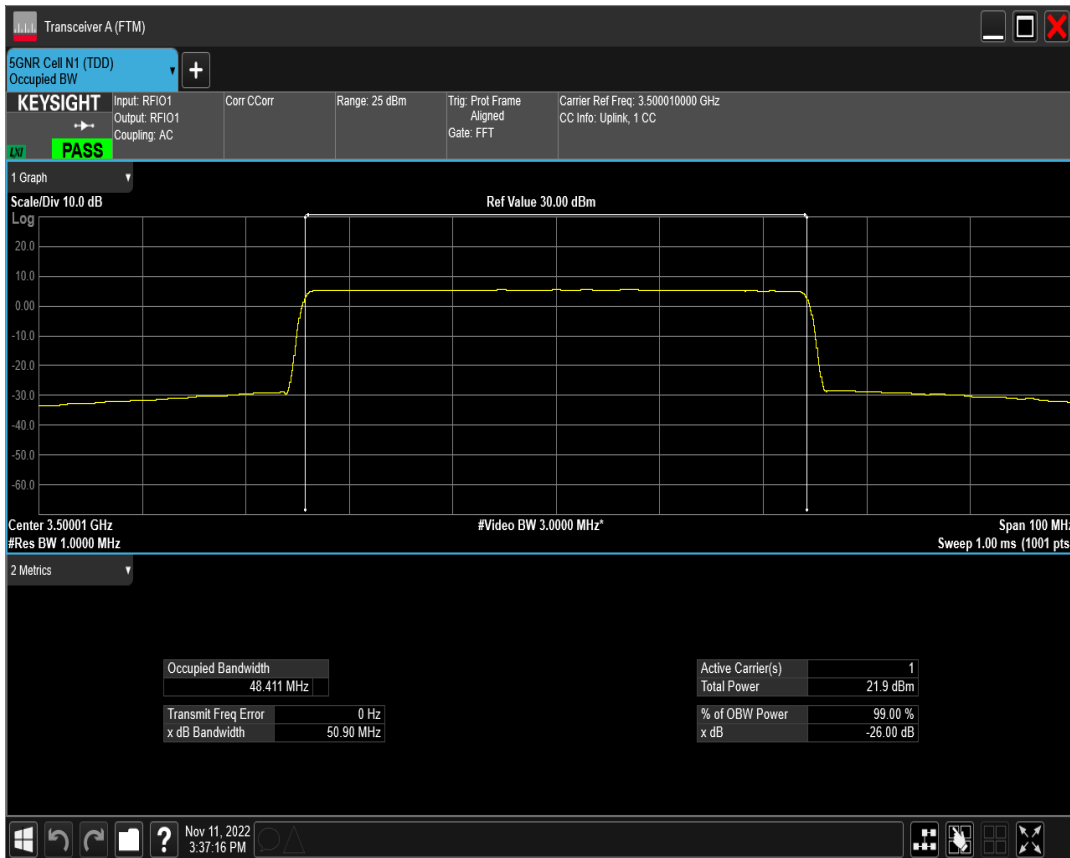 Transceiver A (FTM)
5GNR Cell N1 (TDD)
Occupied BW
+
KEYSIGHT
LXI
PASS
Input: RFIO1
Output: RFIO1
Coupling: AC
Corr CCorr
Range: 25 dBm
Trig: Prot Frame
Aligned
Gate: FFT
Carrier Ref Freq: 3.500010000 GHz
CC Info: Uplink, 1 CC
1 Graph
Scale/Div 10.0 dB
Ref Value 30.00 dBm
Log
20.0
10.0
0.00
-10.0
-20.0
-30.0
-40.0
-50.0
-60.0
Center 3.50001 GHz
#Video BW 3.0000 MHz*
Span 100 MHz
#Res BW 1.0000 MHz
Sweep 1.00 ms (1001 pts
2 Metrics
Occupied Bandwidth
48.411 MHz
Transmit Freq Error 0 Hz
x dB Bandwidth 50.90 MHz
Active Carrier(s) 1
Total Power 21.9 dBm
% of OBW Power 99.00 %
x dB -26.00 dB
?
Nov 11, 2022
3:37:16 PM